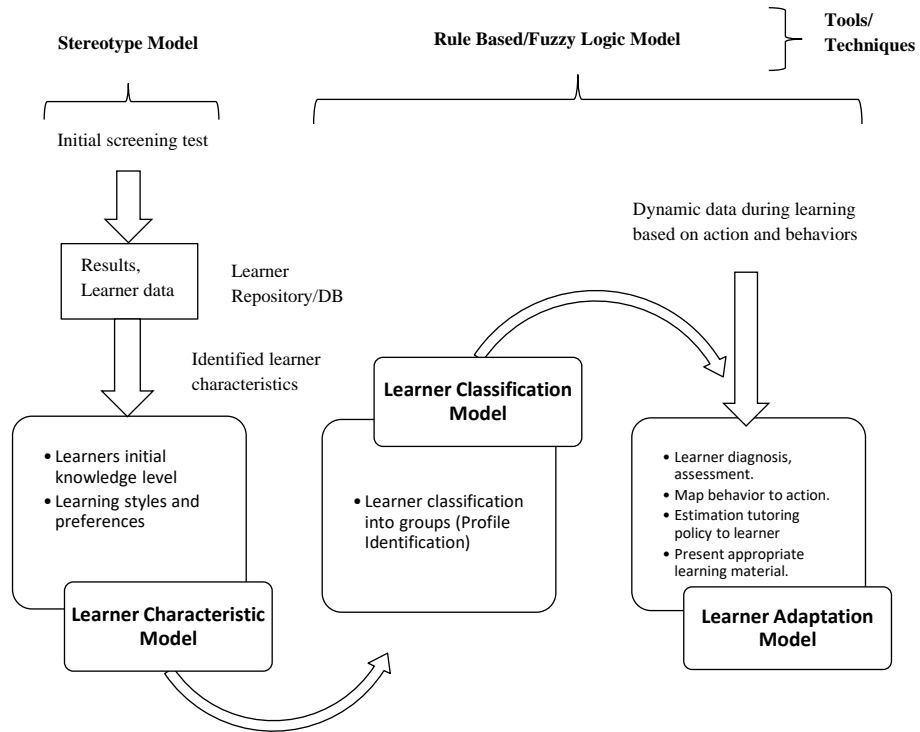 Stereotype Model
Rule Based/Fuzzy Logic Model
Tools/
Techniques
Initial screening test
Results,
Learner data
Learner
Repository/DB
Identified learner
characteristics
• Learners initial
knowledge level
• Learning styles and
preferences
Learner Characteristic
Model
Learner Classification
Model
• Learner classification
into groups (Profile
Identification)
Dynamic data during learning
based on action and behaviors
• Learner diagnosis,
assessment.
• Map behavior to action.
• Estimation tutoring
policy to learner
• Present appropriate
learning material.
Learner Adaptation
Model